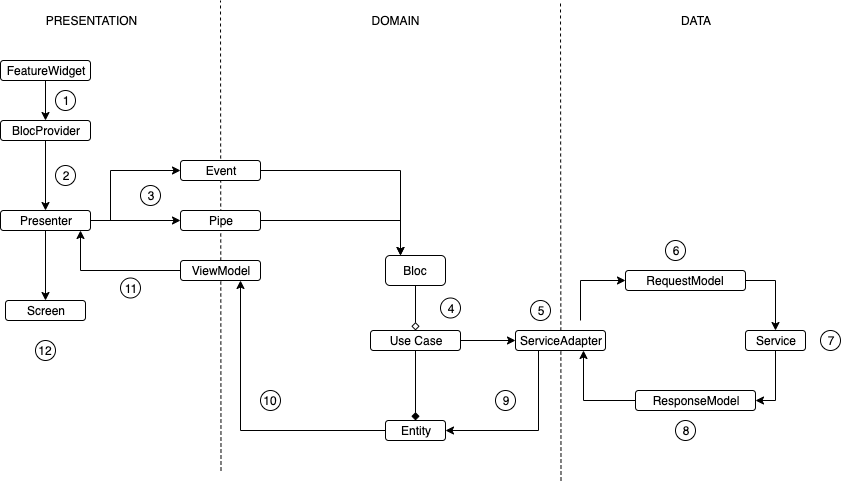 PRESENTATION
DOMAIN
DATA
FeatureWidget
1
BlocProvider
2
Event
3
Presenter
Pipe
ViewModel
Bloc
6
RequestModel
11
Screen
4
5
12
Use Case
ServiceAdapter
Service
7
10
9
ResponseModel
Entity
8